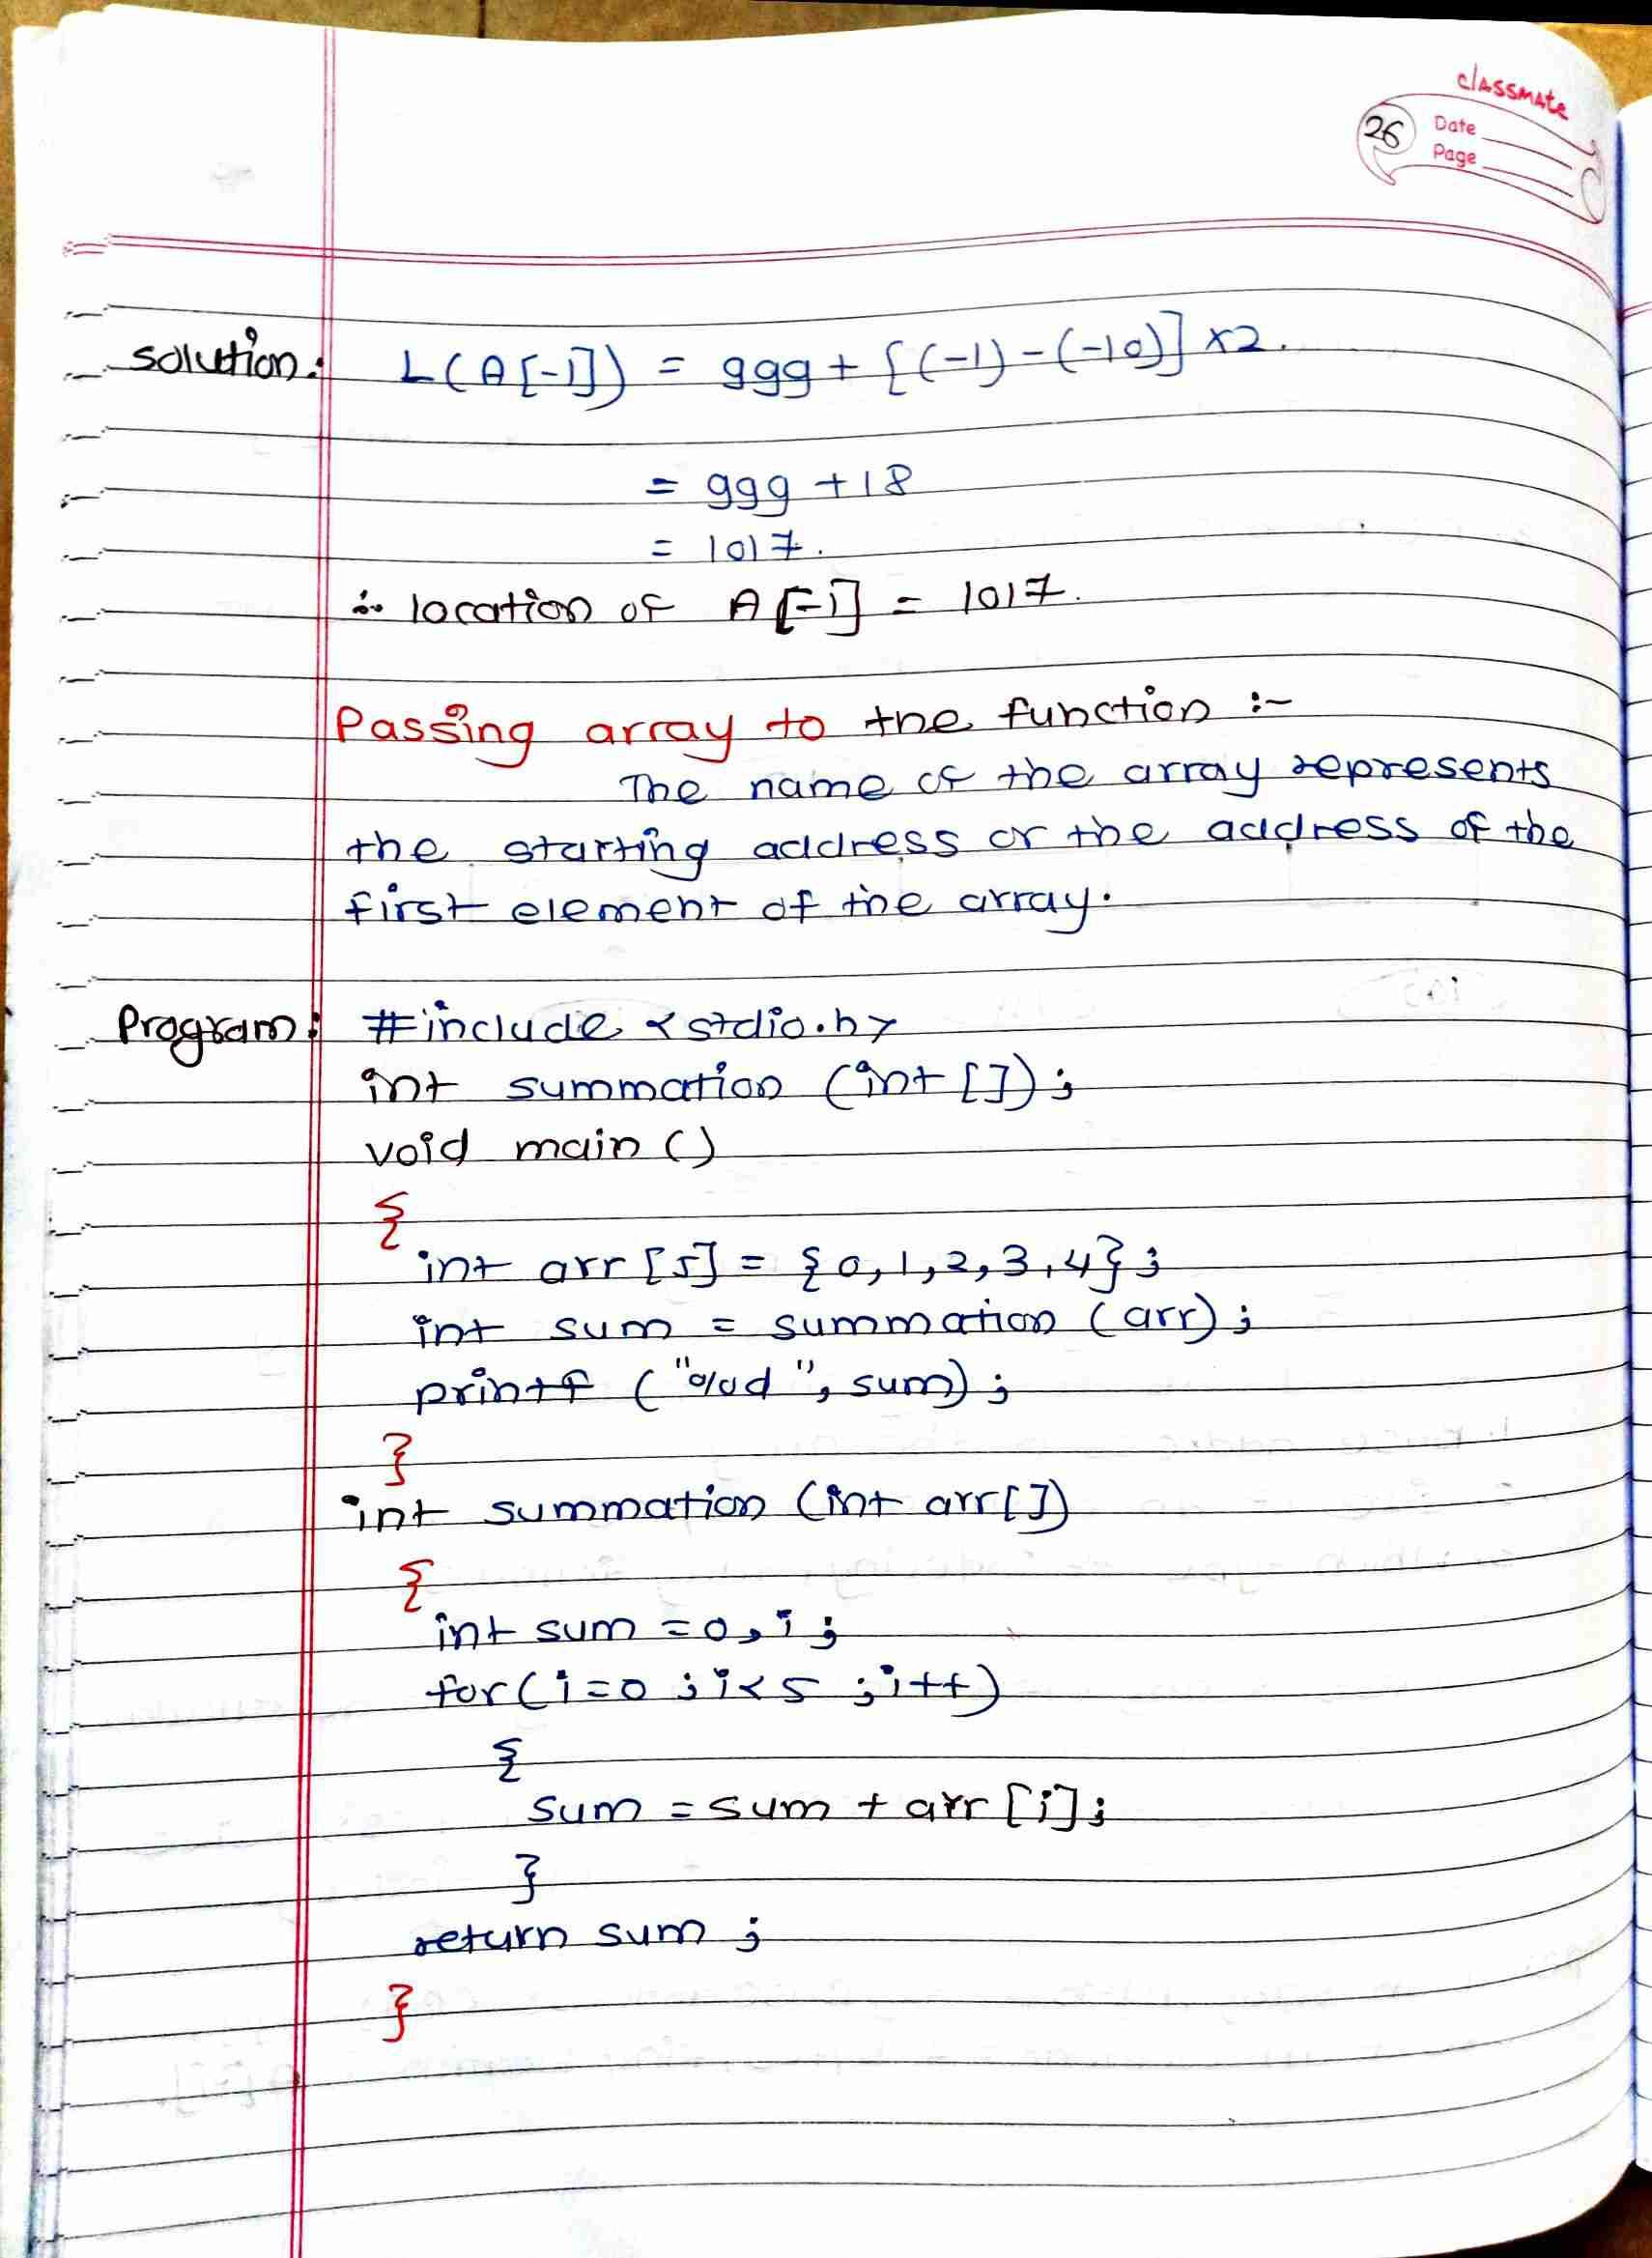 classmate
26 Date
Page
Solution: L(A[-1]) = 999 + [(-1) - (-10)] x2.
= 999 + 18
= 1017.
∴ location of A[-1] = 1017.
Passing array to the function :-
The name of the array represents
the starting address or the address of the
first element of the array.
Program: #include <stdio.h>
int summation (int []);
void main ()
{
int arr [5] = {0,1,2,3,4};
int sum = summation (arr);
printf ("%d", sum);
}
int summation (int arr[])
{
int sum = 0, i;
for (i=0 ; i<5 ; i++)
{
sum = sum + arr [i];
}
return sum ;
}